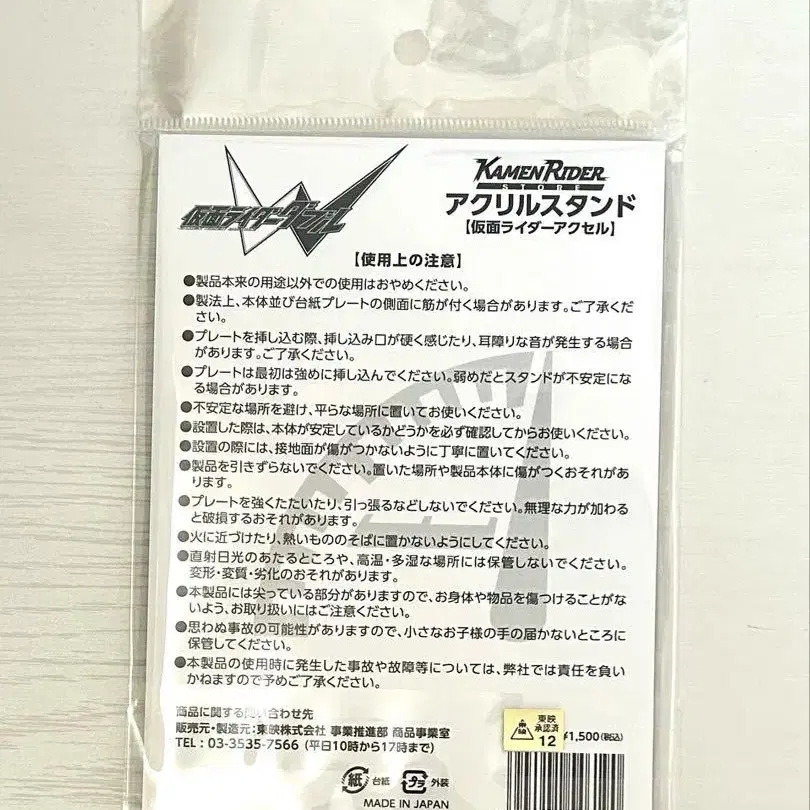 仮面ライダーダブル
KAMEN RIDER
STORE
アクリルスタンド
【仮面ライダーアクセル】
【使用上の注意】
●製品本来の用途以外での使用はおやめください。
●製法上、本体並び台紙プレートの側面に筋が付く場合があります。ご了承くだ
さい。
●プレートを挿し込む際、挿し込み口が硬く感じたり、耳障りな音が発生する場合
があります。ご了承ください。
●プレートは最初は強めに挿し込んでください。弱めだとスタンドが不安定にな
る場合があります。
●不安定な場所を避け、平らな場所に置いてお使いください。
●設置した際は、本体が安定しているかどうかを必ず確認してからお使いください。
●設置の際には、接地面が傷がつかないように丁寧に置いてください。
●製品を引きずらないでください。置いた場所や製品本体に傷がつくおそれがあ
ります。
●プレートを強くたたいたり、引っ張るなどしないでください。無理な力が加わる
と破損するおそれがあります。
●火に近づけたり、熱いもののそばに置かないようにしてください。
●直射日光のあたるところや、高温・多湿な場所には保管しないでください。
変形・変質・劣化のおそれがあります。
●本製品には尖っている部分がありますので、お身体や物品を傷つけることがな
いよう、お取り扱いにはご注意ください。
●思わぬ事故の可能性がありますので、小さなお子様の手の届かないところに
保管してください。
●本製品の使用時に発生した事故や故障等については、弊社では責任を負い
かねますので予めご了承ください。
商品に関する問い合わせ先
販売元・製造元:東映株式会社 事業推進部 商品事業室
TEL:03-3535-7566 (平日10時から17時まで)
東映
承認済
12
¥1,500(税込)
紙 台紙 プラ 外装
MADE IN JAPAN